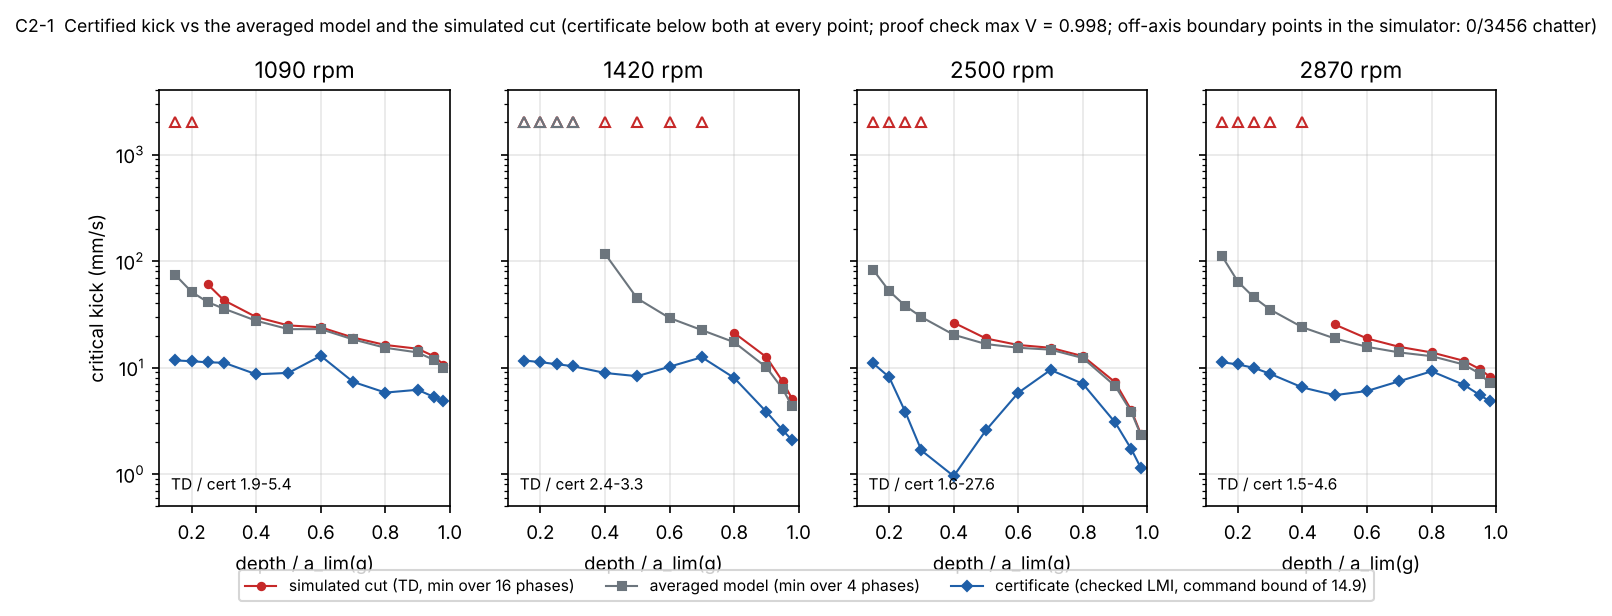 C2-1 Certified kick vs the averaged model and the simulated cut (certificate below both at every point; proof check max V = 0.998; off-axis boundary points in the simulator: 0/3456 chatter)
1090 rpm
1420 rpm
2500 rpm
2870 rpm
critical kick (mm/s)
10³
10²
10¹
10⁰
TD / cert 1.9-5.4
TD / cert 2.4-3.3
TD / cert 1.6-27.6
TD / cert 1.5-4.6
0.2 0.4 0.6 0.8 1.0
0.2 0.4 0.6 0.8 1.0
0.2 0.4 0.6 0.8 1.0
0.2 0.4 0.6 0.8 1.0
depth / a_lim(g)
depth / a_lim(g)
depth / a_lim(g)
depth / a_lim(g)
simulated cut (TD, min over 16 phases)
averaged model (min over 4 phases)
certificate (checked LMI, command bound of 14.9)